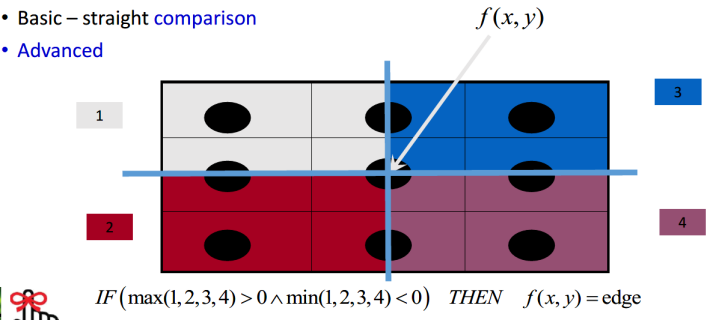 • Basic – straight comparison
f(x, y)
• Advanced
3
1
4
2
IF(max(1,2,3,4)>0∧min(1,2,3,4)<0) THEN f(x,y)=edge